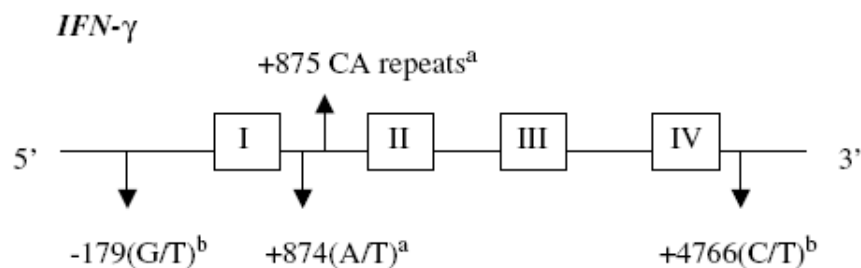 IFN-γ
+875 CA repeatsᵃ
5’ I II III IV 3’
-179(G/T)ᵇ +874(A/T)ᵃ +4766(C/T)ᵇ